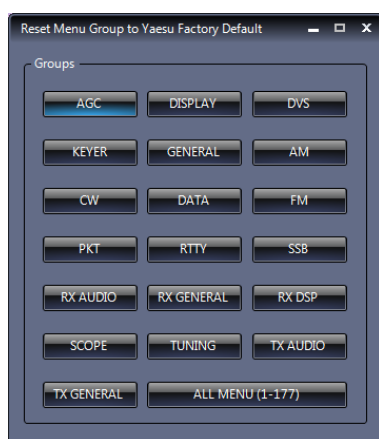 Reset Menu Group to Yaesu Factory Default
Groups
AGC DISPLAY DVS
KEYER GENERAL AM
CW DATA FM
PKT RTTY SSB
RX AUDIO RX GENERAL RX DSP
SCOPE TUNING TX AUDIO
TX GENERAL ALL MENU (1-177)